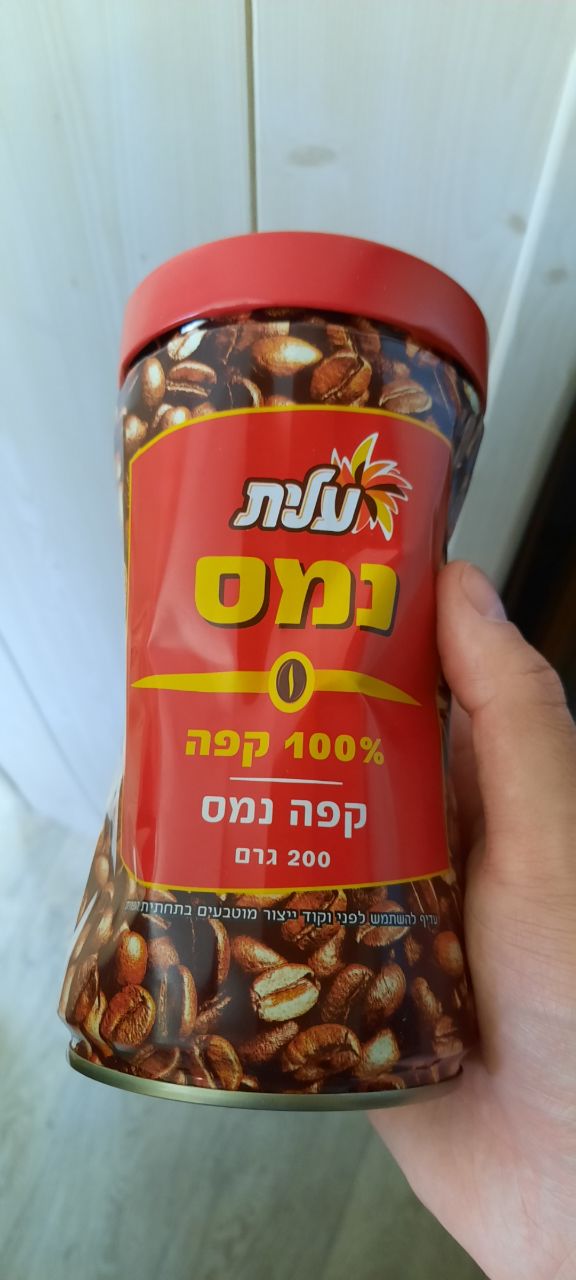 עלית
נמס
100% קפה
קפה נמס
200 גרם
עדיף להשתמש לפני וקוד ייצור מוטבעים בתחתית